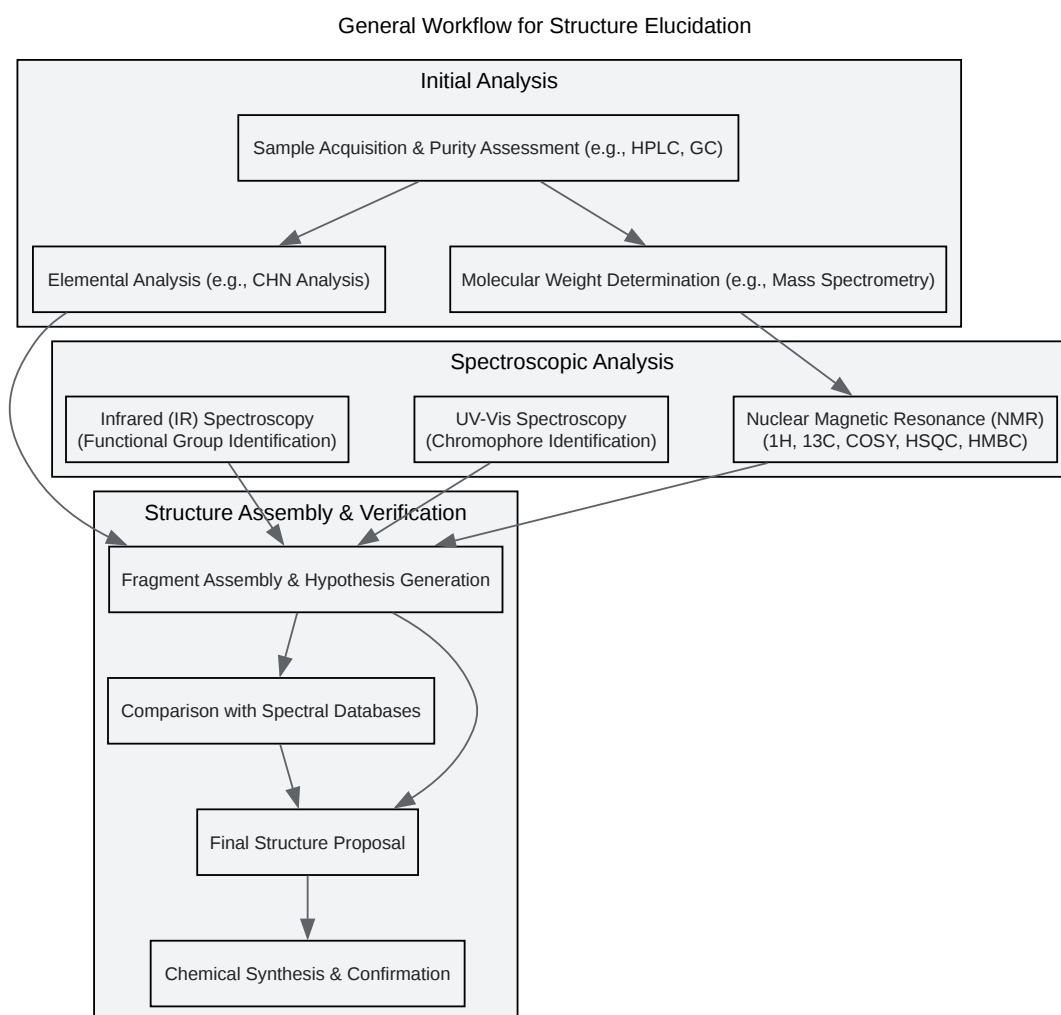 General Workflow for Structure Elucidation
Initial Analysis
Sample Acquisition & Purity Assessment (e.g., HPLC, GC)
Elemental Analysis (e.g., CHN Analysis)
Molecular Weight Determination (e.g., Mass Spectrometry)
Spectroscopic Analysis
Infrared (IR) Spectroscopy
(Functional Group Identification)
UV-Vis Spectroscopy
(Chromophore Identification)
Nuclear Magnetic Resonance (NMR)
(1H, 13C, COSY, HSQC, HMBC)
Structure Assembly & Verification
Fragment Assembly & Hypothesis Generation
Comparison with Spectral Databases
Final Structure Proposal
Chemical Synthesis & Confirmation